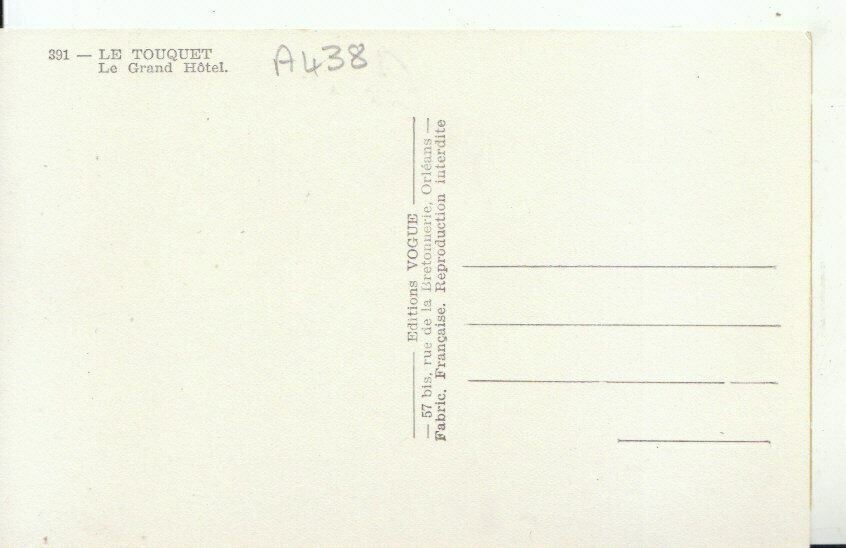 391 — LE TOUQUET
Le Grand Hôtel.
A438
Editions VOGUE
— 57 bis, rue de la Bretonnerie, Orléans —
Fabric. Française. Reproduction interdite